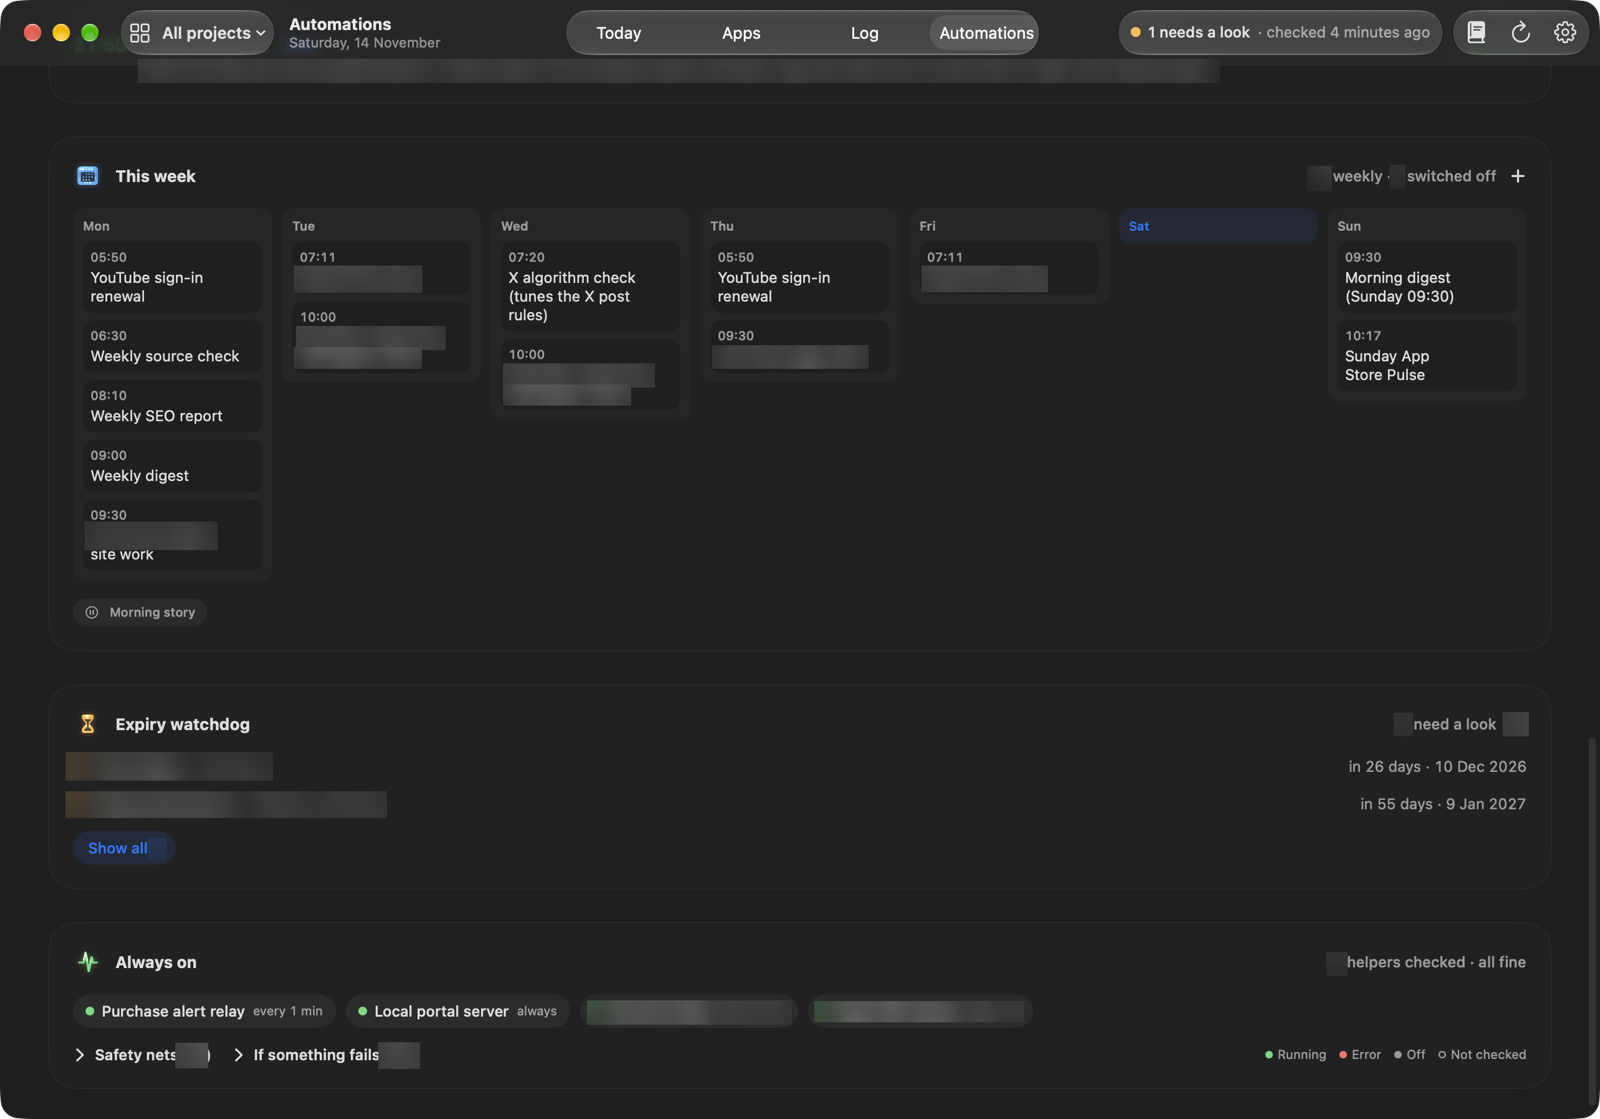 All projects
Automations
Saturday, 14 November
Today
Apps
Log
Automations
1 needs a look · checked 4 minutes ago
This week
weekly · switched off
Mon
05:50
YouTube sign-in
renewal
06:30
Weekly source check
08:10
Weekly SEO report
09:00
Weekly digest
09:30
site work
Tue
07:11
10:00
Wed
07:20
X algorithm check
(tunes the X post
rules)
10:00
Thu
05:50
YouTube sign-in
renewal
09:30
Fri
07:11
Sat
Sun
09:30
Morning digest
(Sunday 09:30)
10:17
Sunday App
Store Pulse
Morning story
Expiry watchdog
need a look
in 26 days · 10 Dec 2026
in 55 days · 9 Jan 2027
Show all
Always on
helpers checked · all fine
Purchase alert relay every 1 min
Local portal server always
Safety nets )
If something fails
Running
Error
Off
Not checked